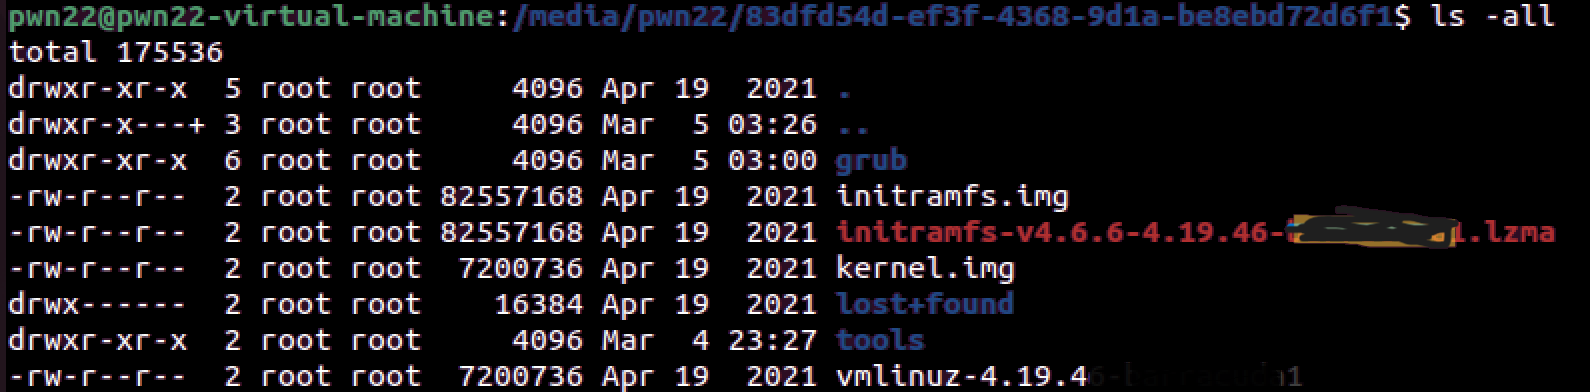 pwn22@pwn22-virtual-machine:/media/pwn22/83dfd54d-ef3f-4368-9d1a-be8ebd72d6f1$ ls -all
total 175536
drwxr-xr-x  5 root root     4096 Apr 19  2021 .
drwxr-x---+ 3 root root     4096 Mar  5 03:26 ..
drwxr-xr-x  6 root root     4096 Mar  5 03:00 grub
-rw-r--r--  2 root root 82557168 Apr 19  2021 initramfs.img
-rw-r--r--  2 root root 82557168 Apr 19  2021 initramfs-v4.6.6-4.19.46- 1.lzma
-rw-r--r--  2 root root  7200736 Apr 19  2021 kernel.img
drwx------  2 root root    16384 Apr 19  2021 lost+found
drwxr-xr-x  2 root root     4096 Mar  4 23:27 tools
-rw-r--r--  2 root root  7200736 Apr 19  2021 vmlinuz-4.19.46-barracuda1